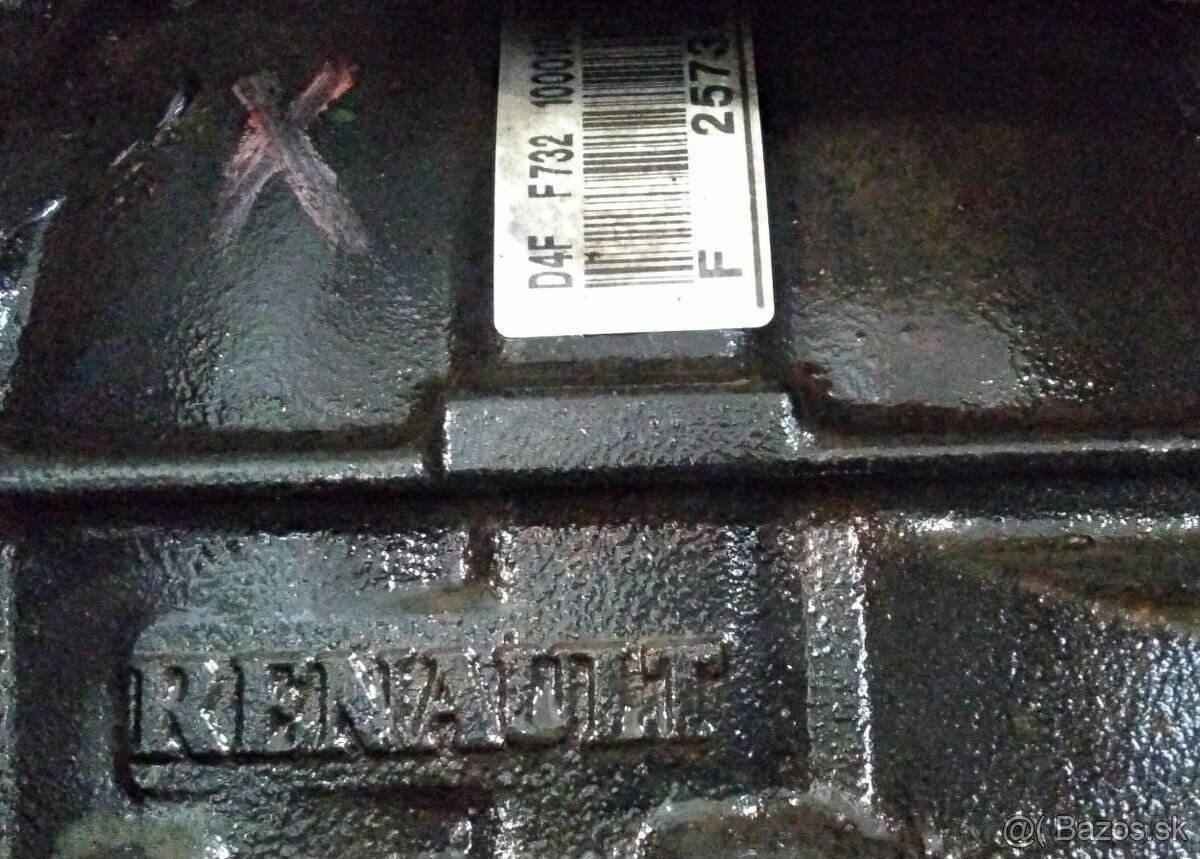 D4F F732
F 2573
RENAULT
@( Bazos.sk